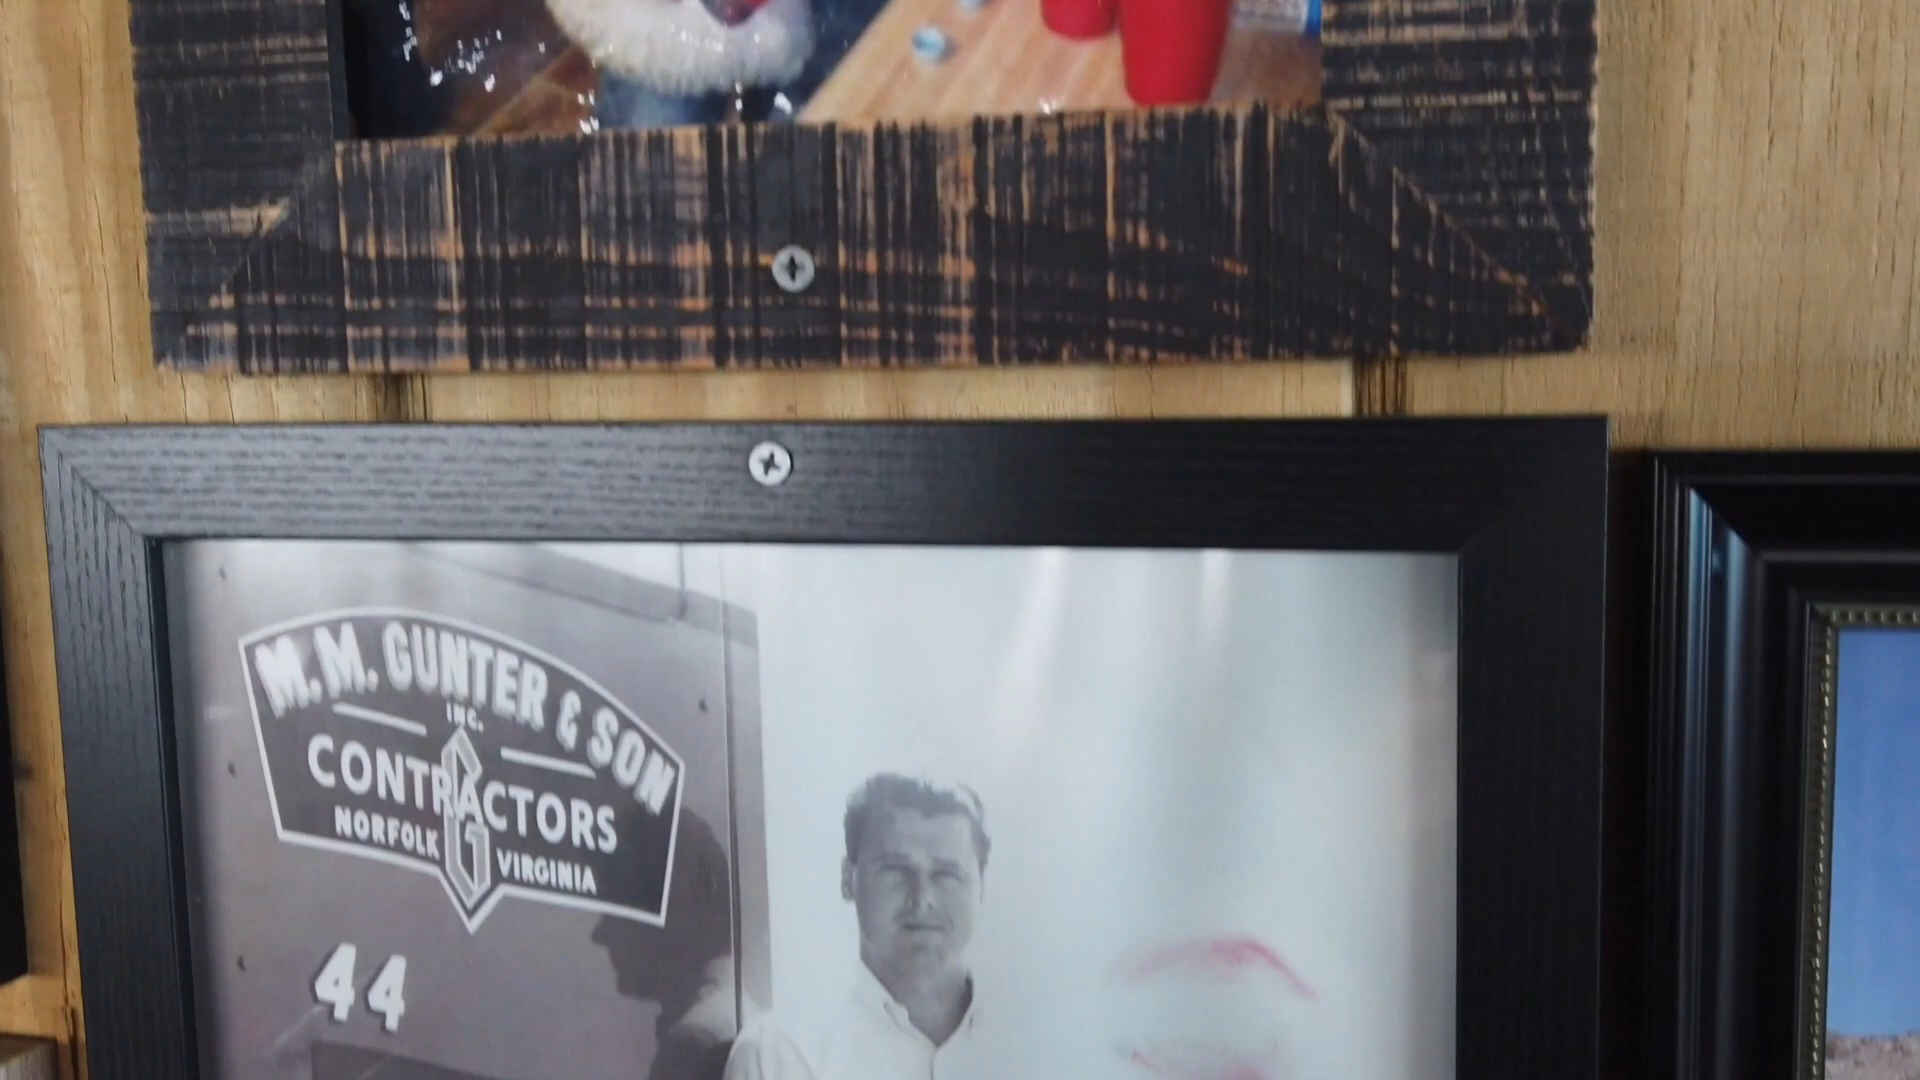 M. M. GUNTER & SON
INC.
CONTRACTORS
NORFOLK VIRGINIA
G
44